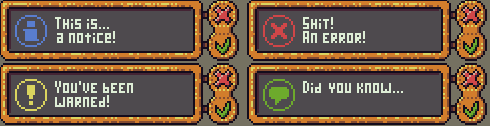 This is...
a notice!
Shit!
An error!
You've been
warned!
Did you know...